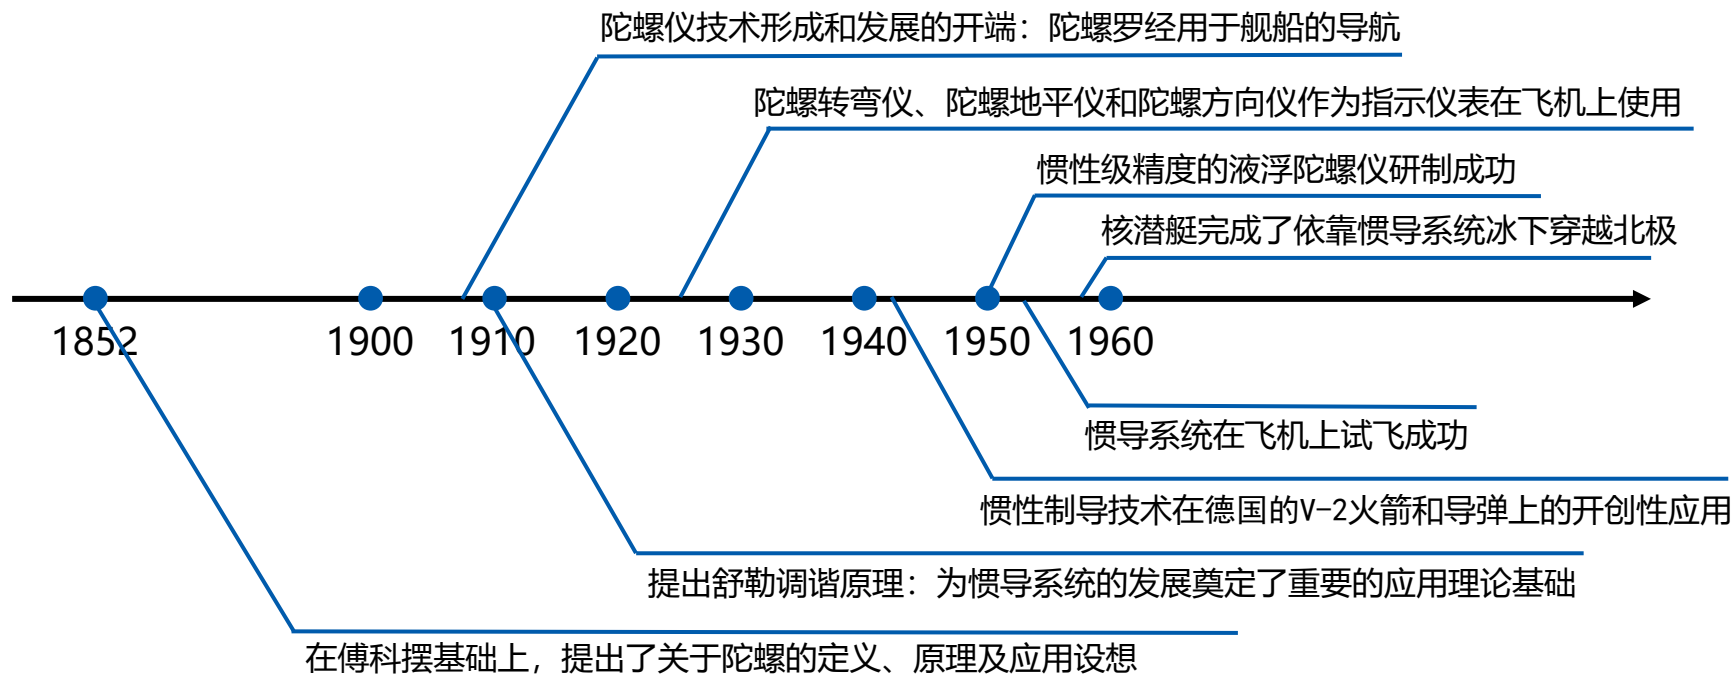 陀螺仪技术形成和发展的开端：陀螺罗经用于舰船的导航
陀螺转弯仪、陀螺地平仪和陀螺方向仪作为指示仪表在飞机上使用
惯性级精度的液浮陀螺仪研制成功
核潜艇完成了依靠惯导系统冰下穿越北极
1852 1900 1910 1920 1930 1940 1950 1960
惯导系统在飞机上试飞成功
惯性制导技术在德国的V-2火箭和导弹上的开创性应用
提出舒勒调谐原理：为惯导系统的发展奠定了重要的应用理论基础
在傅科摆基础上，提出了关于陀螺的定义、原理及应用设想